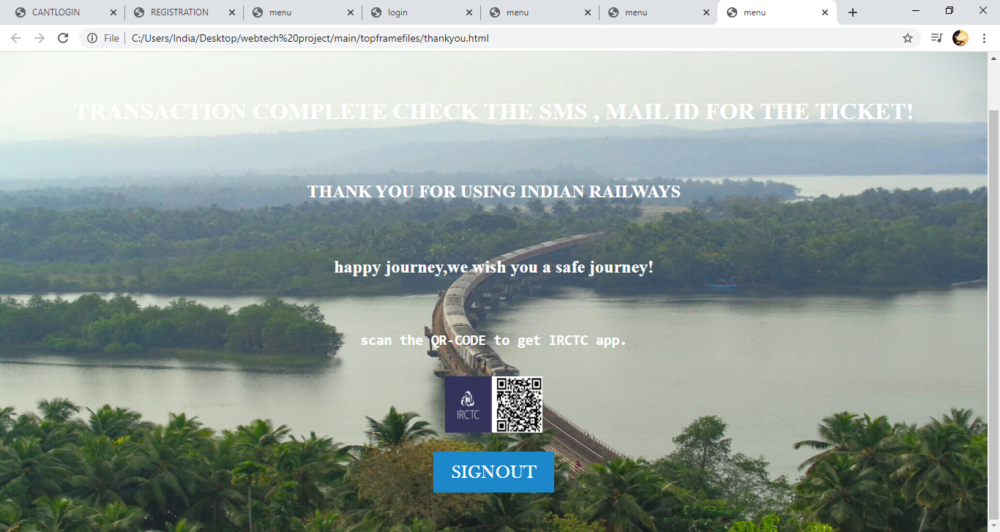 CANTLOGIN
REGISTRATION
menu
login
menu
menu
menu
File
C:/Users/India/Desktop/webtech%20project/main/topframefiles/thankyou.html
TRANSACTION COMPLETE CHECK THE SMS , MAIL ID FOR THE TICKET!
THANK YOU FOR USING INDIAN RAILWAYS
happy journey,we wish you a safe journey!
scan the QR-CODE to get IRCTC app.
IRCTC
SIGNOUT